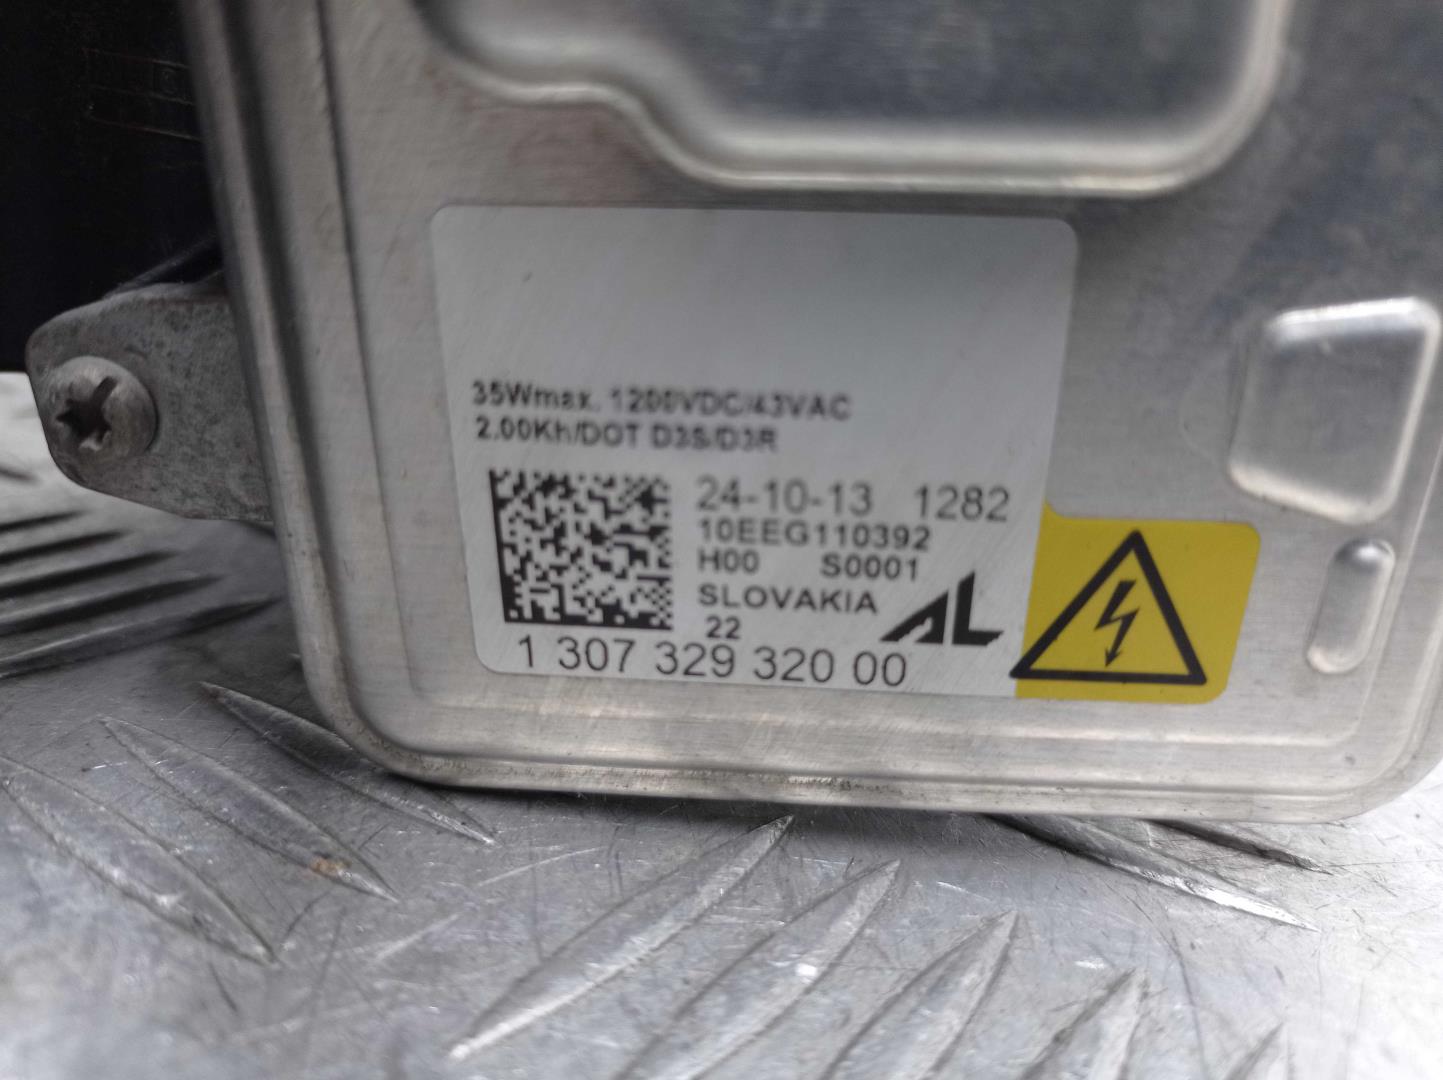 35Wmax. 1200VDC/43VAC
2.00Kh/DOT D3S/D3R
24-10-13 1282
10EEG110392
H00 S0001
SLOVAKIA
22
AL
1 307 329 320 00